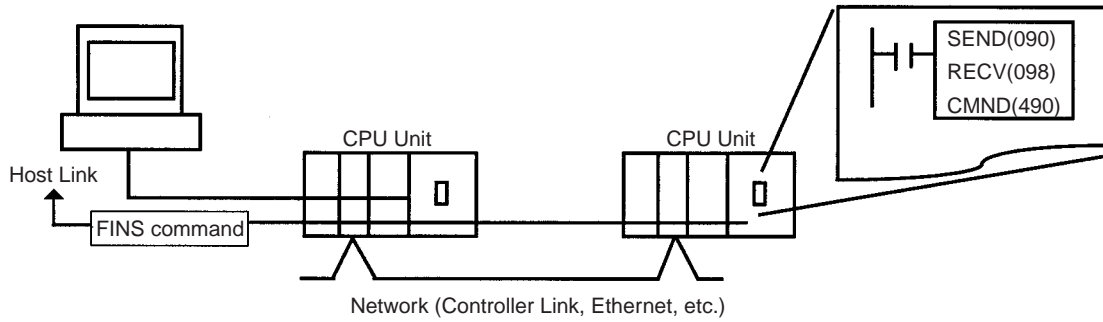 SEND(090)
RECV(098)
CMND(490)
CPU Unit
CPU Unit
Host Link
FINS command
Network (Controller Link, Ethernet, etc.)